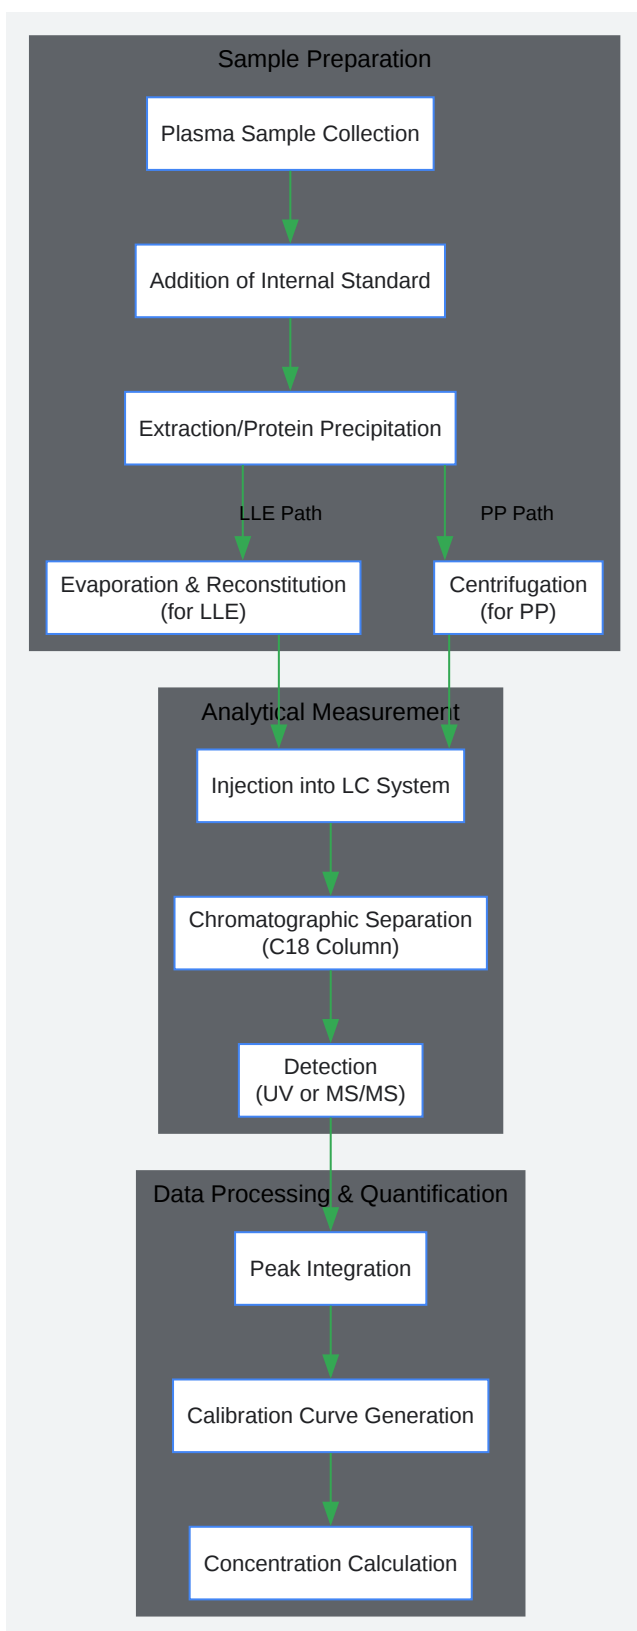 Sample Preparation
Plasma Sample Collection
Addition of Internal Standard
Extraction/Protein Precipitation
LLE Path
PP Path
Evaporation & Reconstitution
(for LLE)
Centrifugation
(for PP)
Analytical Measurement
Injection into LC System
Chromatographic Separation
(C18 Column)
Detection
(UV or MS/MS)
Data Processing & Quantification
Peak Integration
Calibration Curve Generation
Concentration Calculation